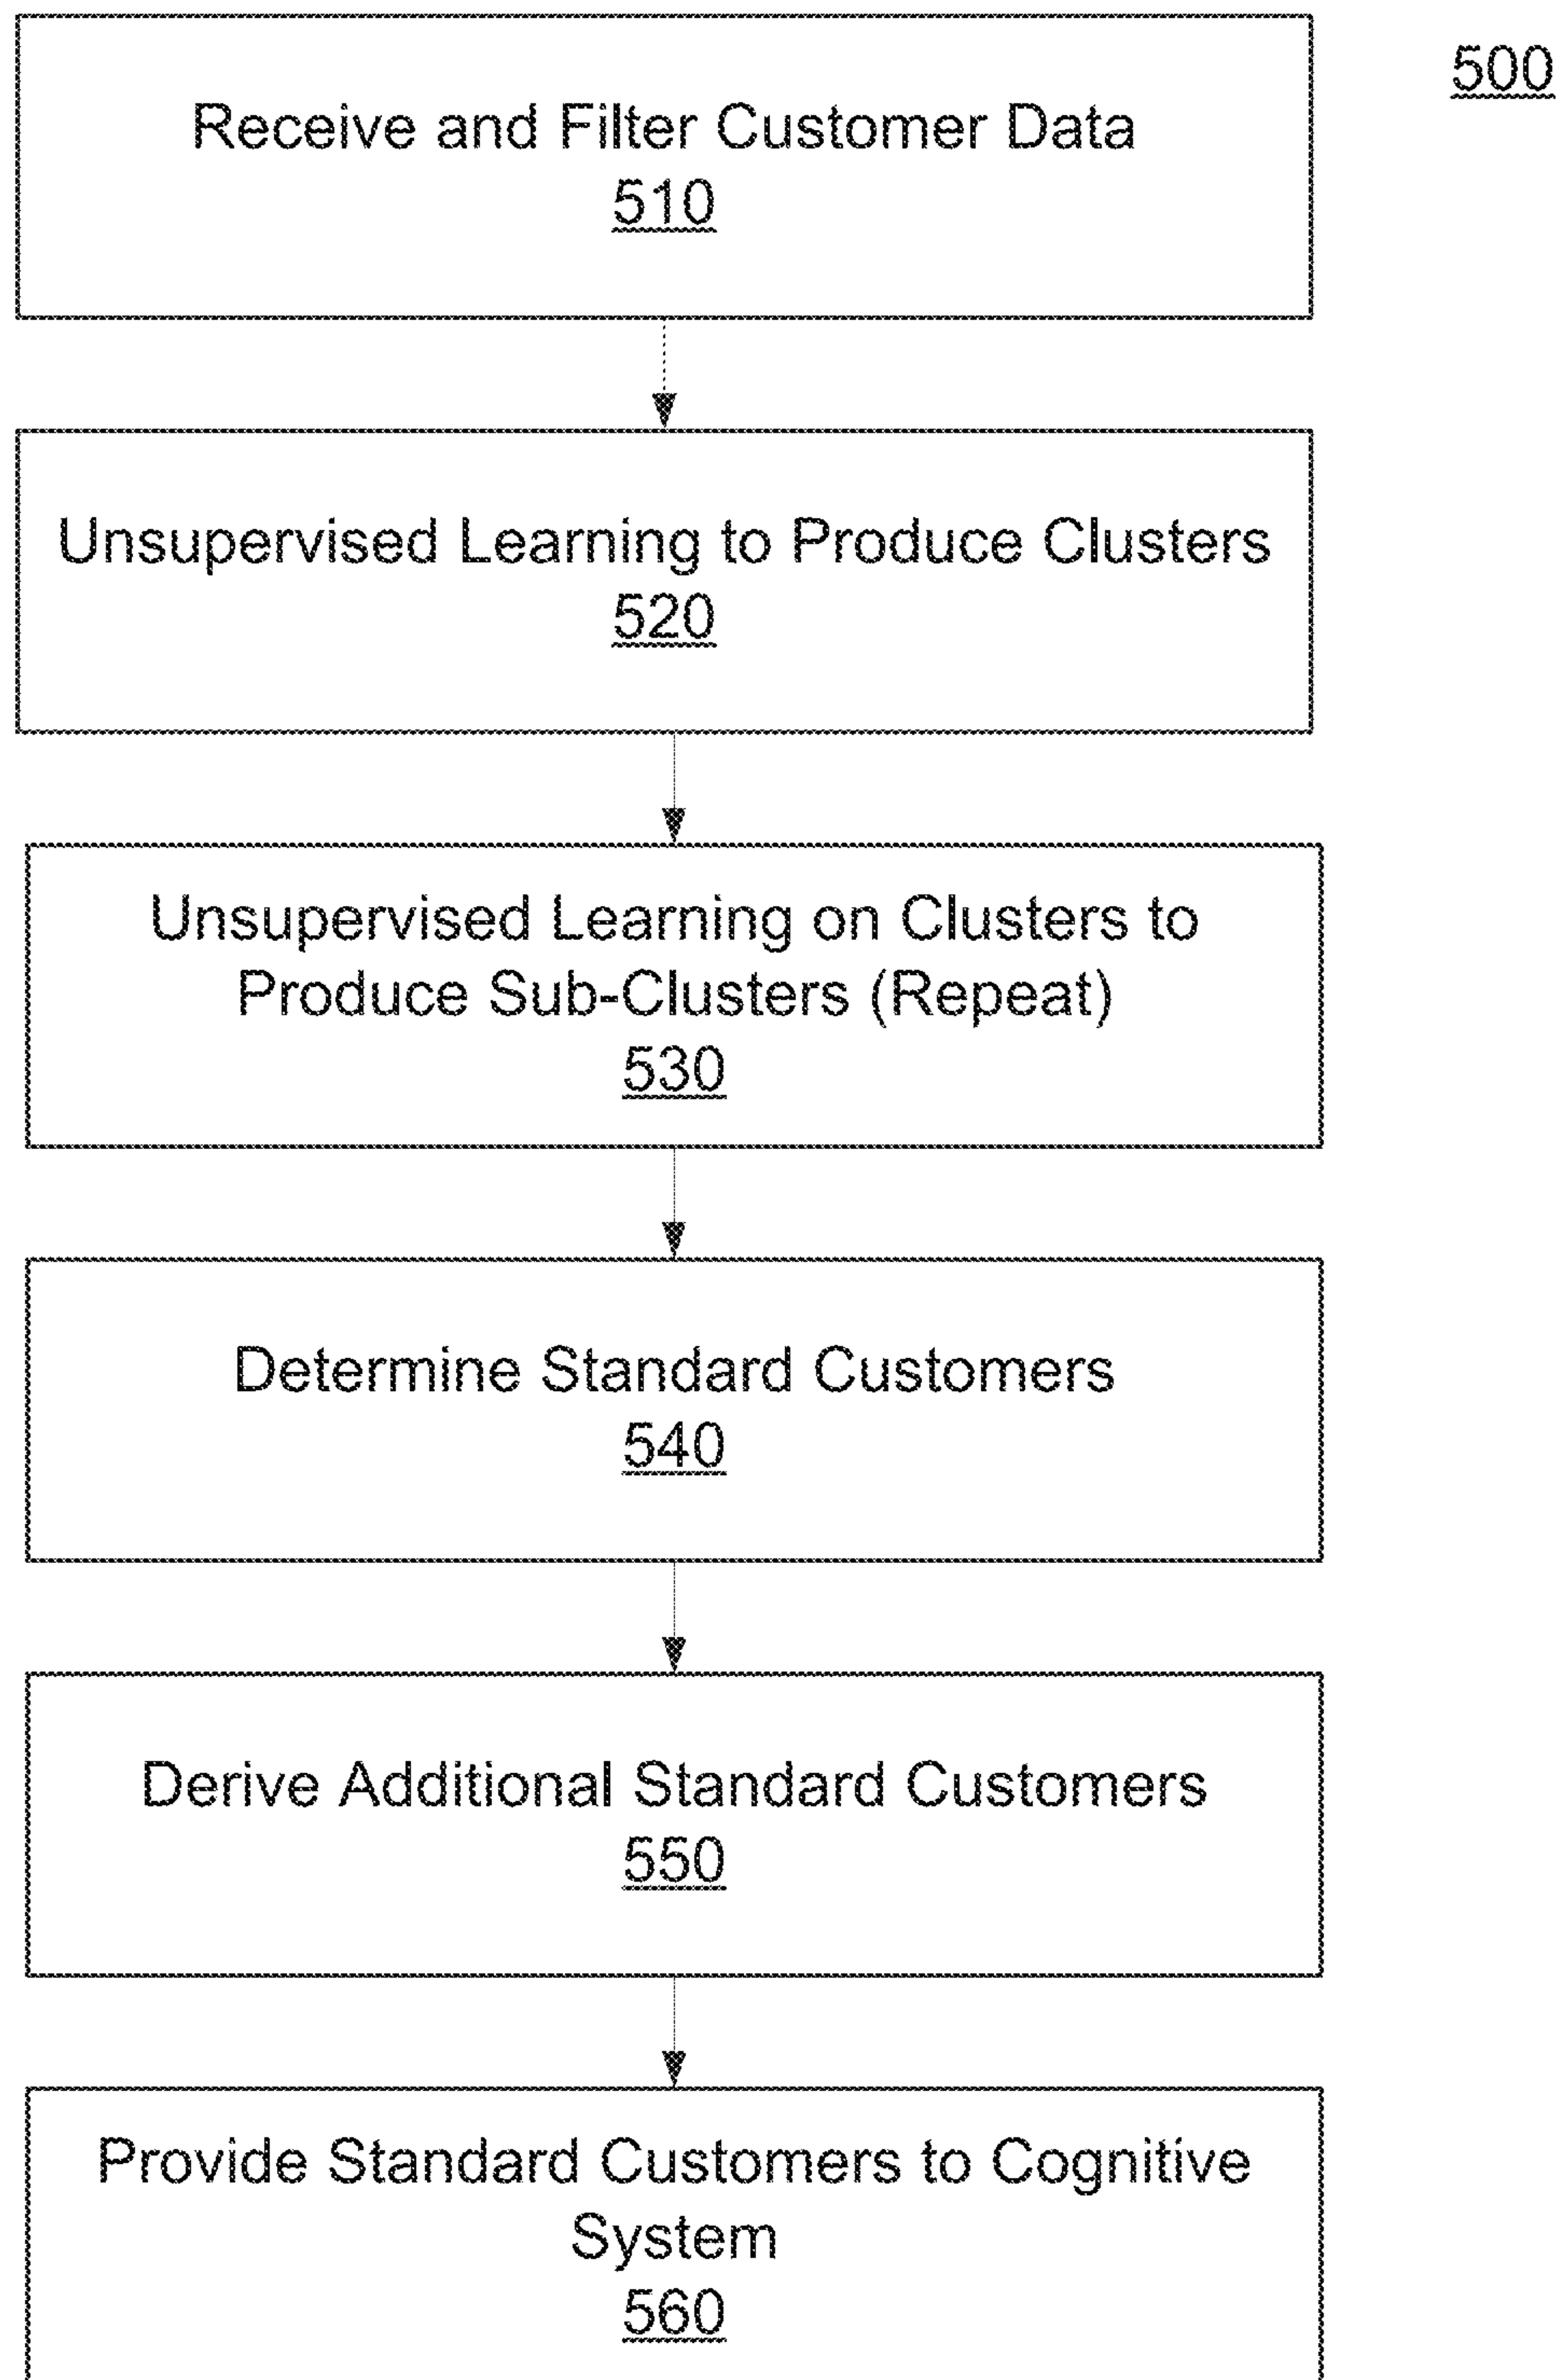 500
Receive and Filter Customer Data
510
Unsupervised Learning to Produce Clusters
520
Unsupervised Learning on Clusters to
Produce Sub-Clusters (Repeat)
530
Determine Standard Customers
540
Derive Additional Standard Customers
550
Provide Standard Customers to Cognitive
System
560